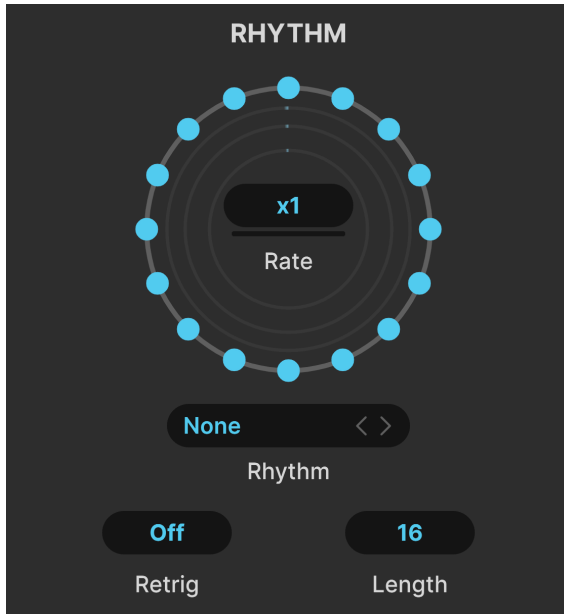 RHYTHM
x1
Rate
None
Rhythm
Off
16
Retrig
Length